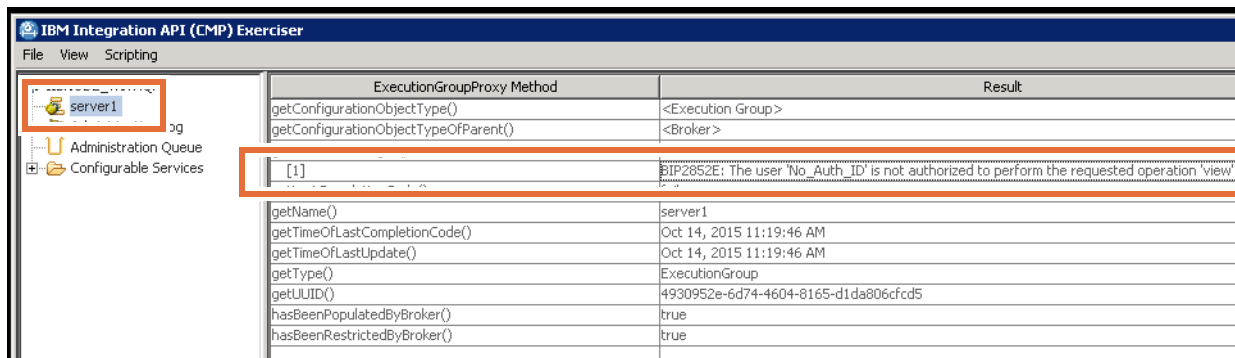 IBM Integration API (CMP) Exerciser
File View Scripting
server1
Administration Queue
Configurable Services
ExecutionGroupProxy Method Result
getConfigurationObjectType() <Execution Group>
getConfigurationObjectTypeOfParent() <Broker>
[1] BIP2852E: The user 'No_Auth_ID' is not authorized to perform the requested operation 'view'
getName() server1
getTimeOfLastCompletionCode() Oct 14, 2015 11:19:46 AM
getTimeOfLastUpdate() Oct 14, 2015 11:19:46 AM
getType() ExecutionGroup
getUUID() 4930952e-6d74-4604-8165-d1da806cfcd5
hasBeenPopulatedByBroker() true
hasBeenRestrictedByBroker() true